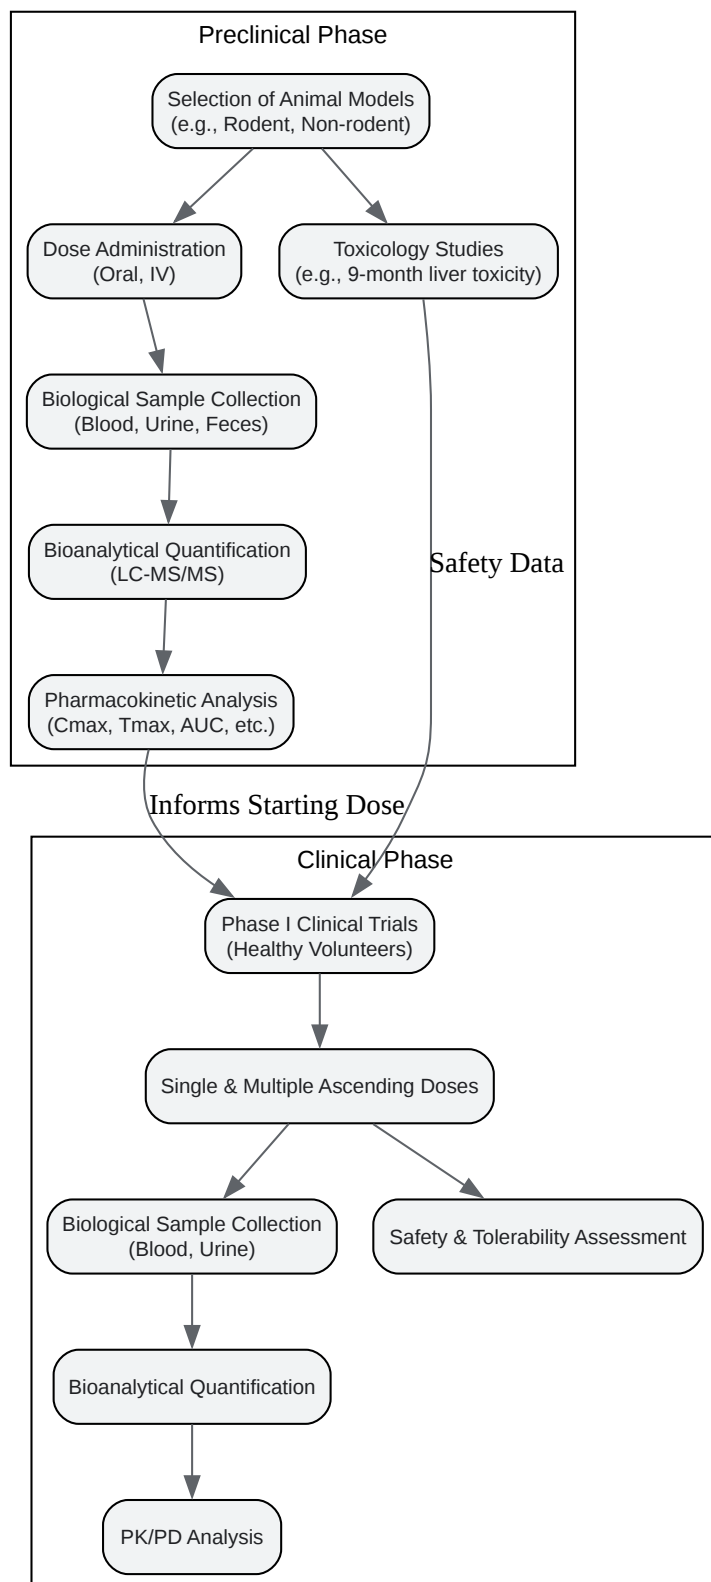 Preclinical Phase
Selection of Animal Models
(e.g., Rodent, Non-rodent)
Dose Administration
(Oral, IV)
Toxicology Studies
(e.g., 9-month liver toxicity)
Biological Sample Collection
(Blood, Urine, Feces)
Bioanalytical Quantification
(LC-MS/MS)
Safety Data
Pharmacokinetic Analysis
(Cmax, Tmax, AUC, etc.)
Informs Starting Dose
Clinical Phase
Phase I Clinical Trials
(Healthy Volunteers)
Single & Multiple Ascending Doses
Biological Sample Collection
(Blood, Urine)
Safety & Tolerability Assessment
Bioanalytical Quantification
PK/PD Analysis